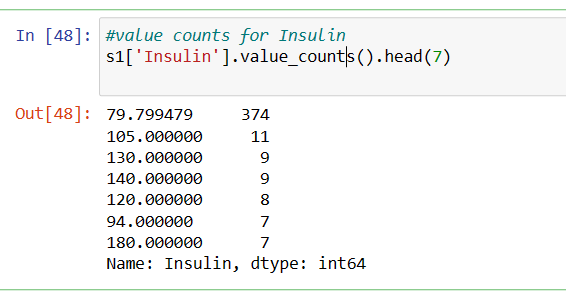 In [48]: #value counts for Insulin
s1['Insulin'].value_counts().head(7)
Out[48]: 79.799479     374
105.000000     11
130.000000      9
140.000000      9
120.000000      8
94.000000       7
180.000000      7
Name: Insulin, dtype: int64